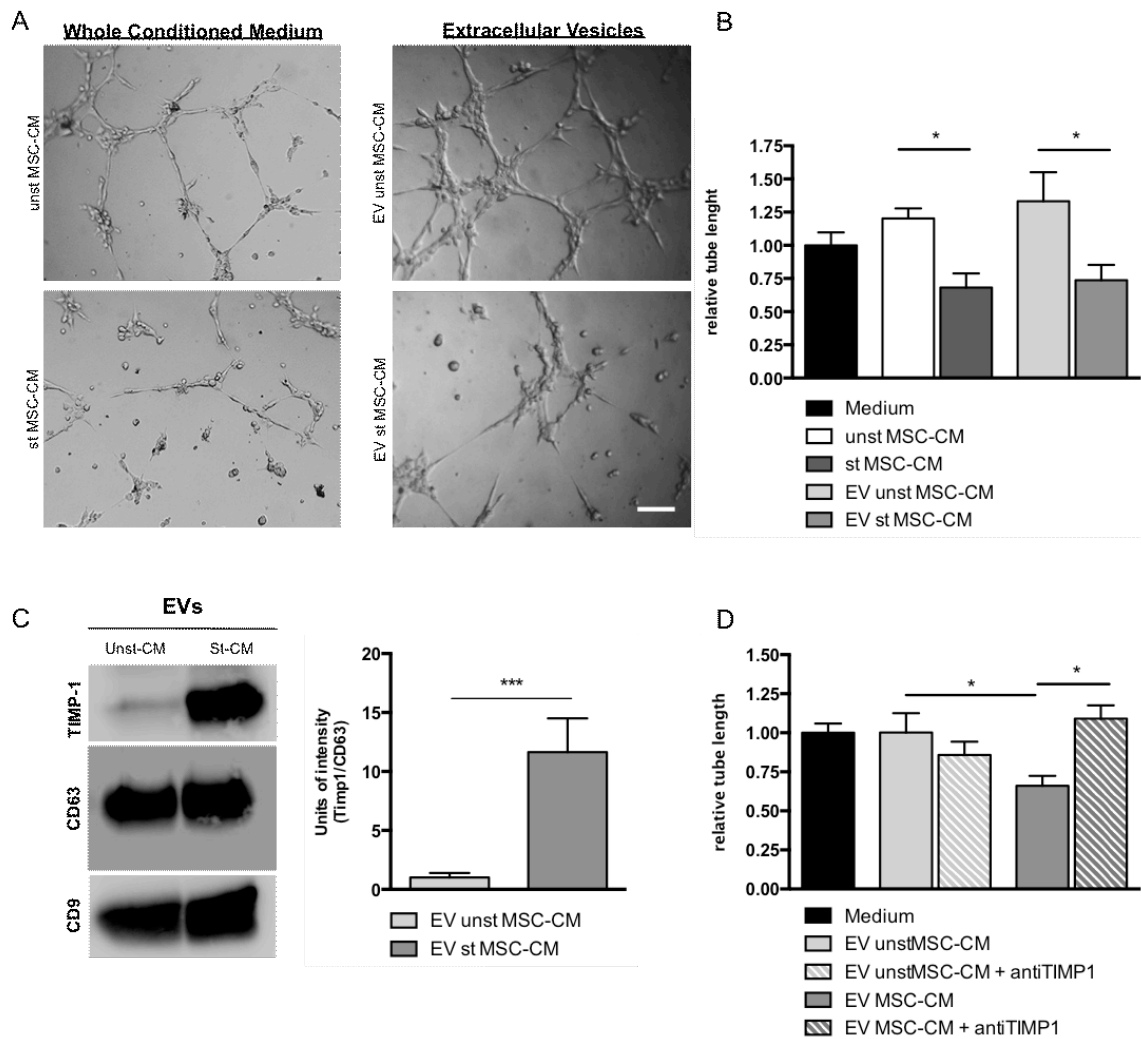 A
Whole Conditioned Medium
Extracellular Vesicles
unst MSC-CM
EV unst MSC-CM
st MSC-CM
EV st MSC-CM
B
relative tube lenght
1.75
1.50
1.25
1.00
0.75
0.50
0.25
0.00
*
*
Medium
unst MSC-CM
st MSC-CM
EV unst MSC-CM
EV st MSC-CM
C
EVs
Unst-CM St-CM
TIMP-1
CD63
CD9
Units of intensity
(Timp1/CD63)
20
15
10
5
0
***
EV unst MSC-CM
EV st MSC-CM
D
relative tube length
1.50
1.25
1.00
0.75
0.50
0.25
0.00
*
*
Medium
EV unstMSC-CM
EV unstMSC-CM + antiTIMP1
EV MSC-CM
EV MSC-CM + antiTIMP1